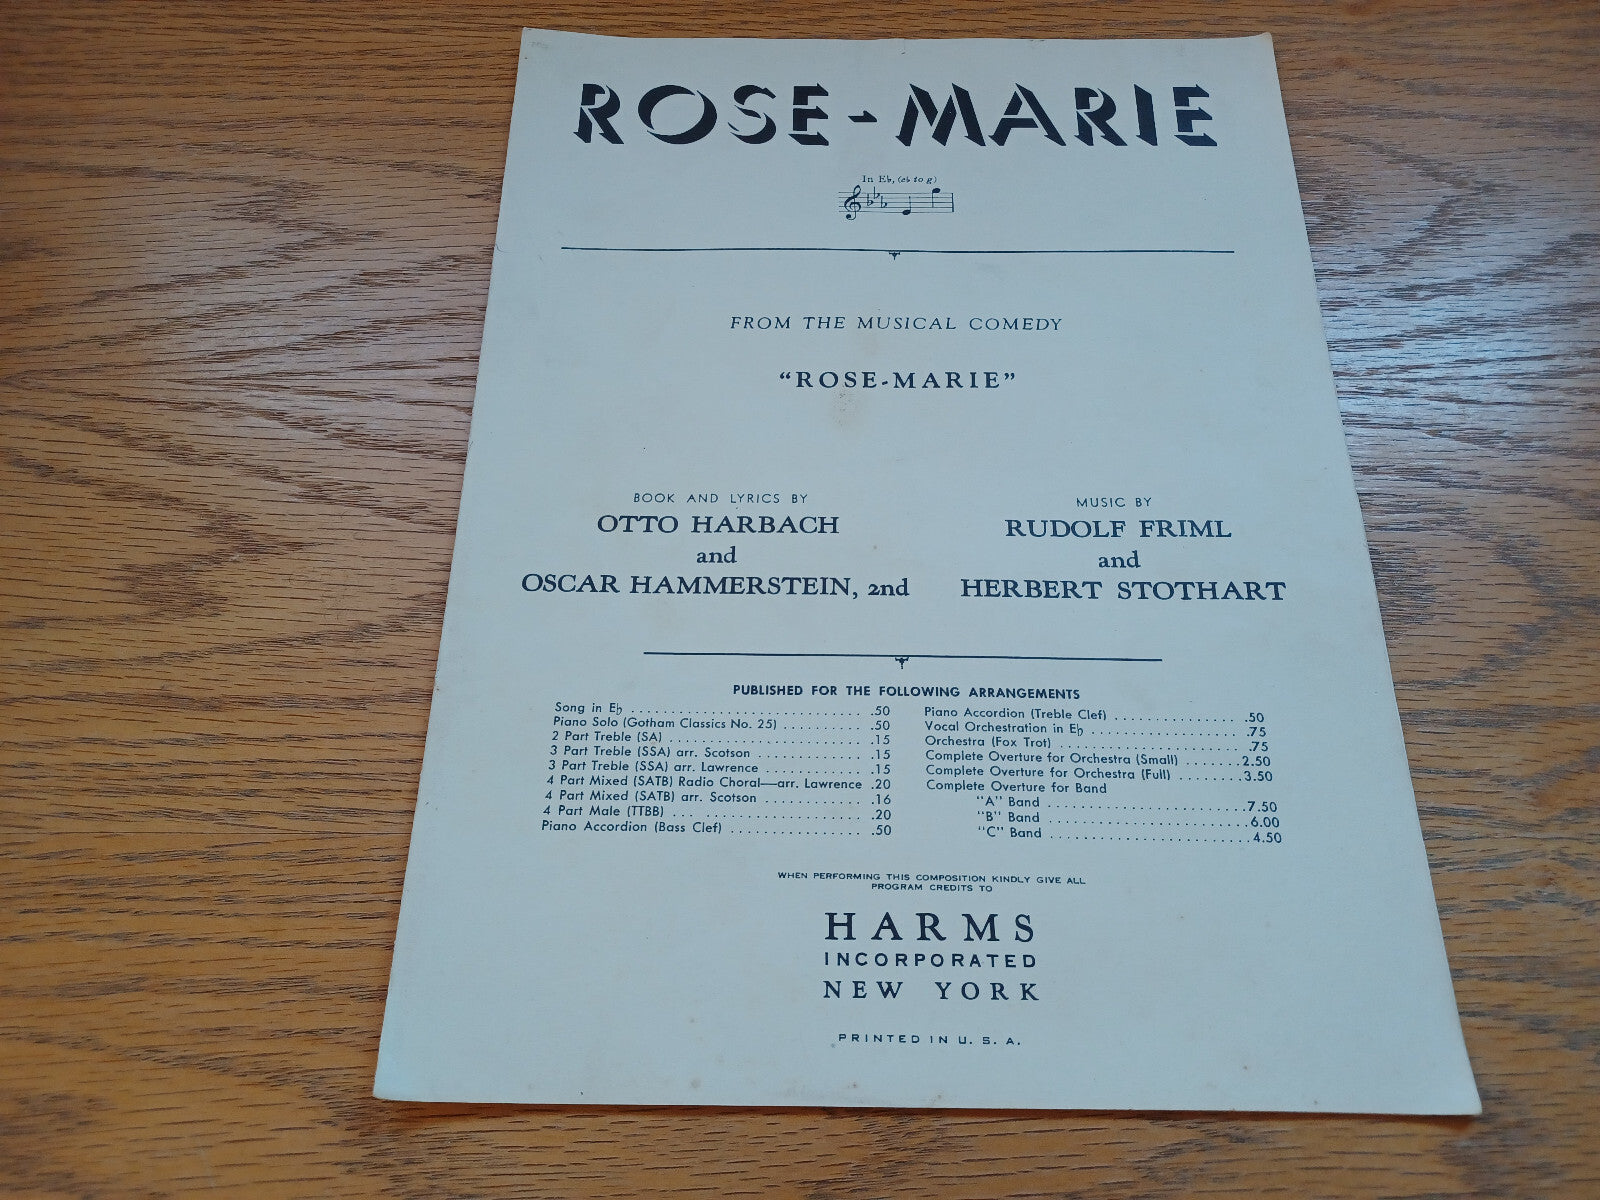 ROSE-MARIE
In E♭, (e♭ to g)
FROM THE MUSICAL COMEDY
"ROSE-MARIE"
BOOK AND LYRICS BY
OTTO HARBACH
and
OSCAR HAMMERSTEIN, 2nd
MUSIC BY
RUDOLF FRIML
and
HERBERT STOTHART
PUBLISHED FOR THE FOLLOWING ARRANGEMENTS
Song in E♭ .............................. .50
Piano Solo (Gotham Classics No. 25) .......... .50
2 Part Treble (SA) ......................... .15
3 Part Treble (SSA) arr. Scotson .............. .15
3 Part Treble (SSA) arr. Lawrence ............ .15
4 Part Mixed (SATB) Radio Choral—arr. Lawrence .20
4 Part Mixed (SATB) arr. Scotson ............. .16
4 Part Male (TTBB) ........................ .20
Piano Accordion (Bass Clef) ................. .50
Piano Accordion (Treble Clef) ................ .50
Vocal Orchestration in E♭ ................... .75
Orchestra (Fox Trot) ........................ .75
Complete Overture for Orchestra (Small) .......2.50
Complete Overture for Orchestra (Full) ........3.50
Complete Overture for Band
"A" Band ..........................7.50
"B" Band ..........................6.00
"C" Band ..........................4.50
WHEN PERFORMING THIS COMPOSITION KINDLY GIVE ALL
PROGRAM CREDITS TO
HARMS
INCORPORATED
NEW YORK
PRINTED IN U. S. A.